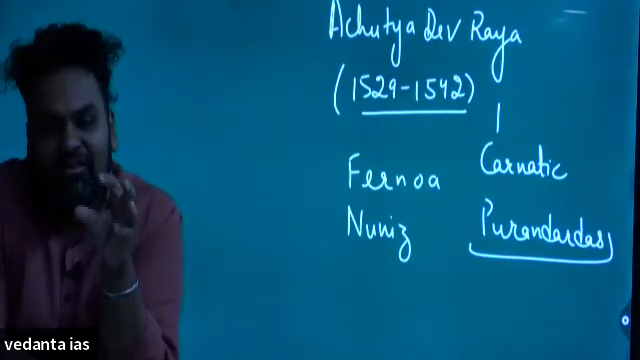 Achutya Dev Raya
(1529-1542)
Carnatic
Fernoa
Nuniz
Purandardas
vedanta ias